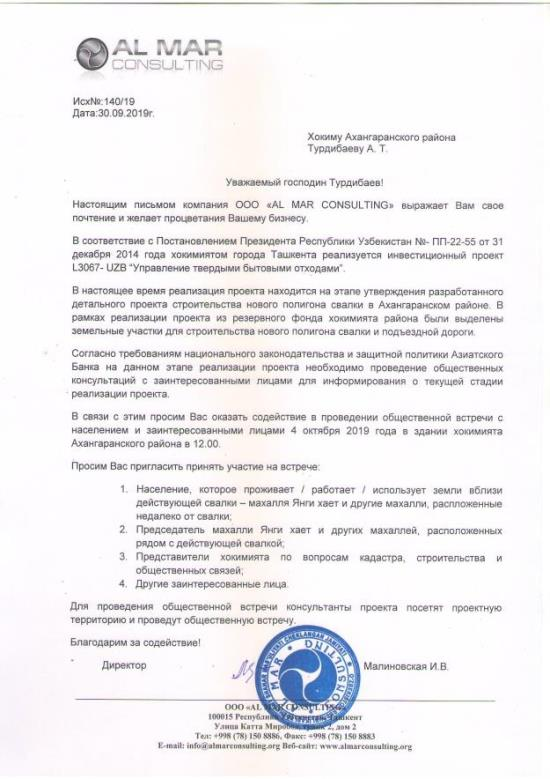 AL MAR
CONSULTING
Исх№:140/19
Дата:30.09.2019г.
Хокиму Ахангаранского района
Турдибаеву А. Т.
Уважаемый господин Турдибаев!
Настоящим письмом компания ООО «AL MAR CONSULTING» выражает Вам свое
почтение и желает процветания Вашему бизнесу.
В соответствие с Постановлением Президента Республики Узбекистан №- ПП-22-55 от 31
декабря 2014 года хокимиятом города Ташкента реализуется инвестиционный проект
L3067- UZB “Управление твердыми бытовыми отходами”.
В настоящее время реализация проекта находится на этапе утверждения разработанного
детального проекта строительства нового полигона свалки в Ахангаранском районе. В
рамках реализации проекта из резервного фонда хокимията района были выделены
земельные участки для строительства нового полигона свалки и подъездной дороги.
Согласно требованиям национального законодательства и защитной политики Азиатского
Банка на данном этапе реализации проекта необходимо проведение общественных
консультаций с заинтересованными лицами для информирования о текущей стадии
реализации проекта.
В связи с этим просим Вас оказать содействие в проведении общественной встречи с
населением и заинтересованными лицами 4 октября 2019 года в здании хокимията
Ахангаранского района в 12.00.
Просим Вас пригласить принять участие на встрече:
1. Население, которое проживает / работает / использует земли вблизи
действующей свалки – махалля Янги хает и другие махалли, распложенные
недалеко от свалки;
2. Председатель махалли Янги хает и других махаллей, расположенных
рядом с действующей свалкой;
3. Представители хокимията по вопросам кадастра, строительства и
общественных связей;
4. Другие заинтересованные лица.
Для проведения общественной встречи консультанты проекта посетят проектную
территорию и проведут общественную встречу.
Благодарим за содействие!
Директор
Малиновская И.В.
AL MAR CONSULTING
ООО «AL MAR CONSULTING»
100015 Республика Узбекистан, Ташкент
Улица Катта Миробод, тупик 2, дом 2
Тел: +998 (78) 150 8886, Факс: +998 (78) 150 8883
E-mail: info@almarconsulting.org Веб-сайт: www.almarconsulting.org